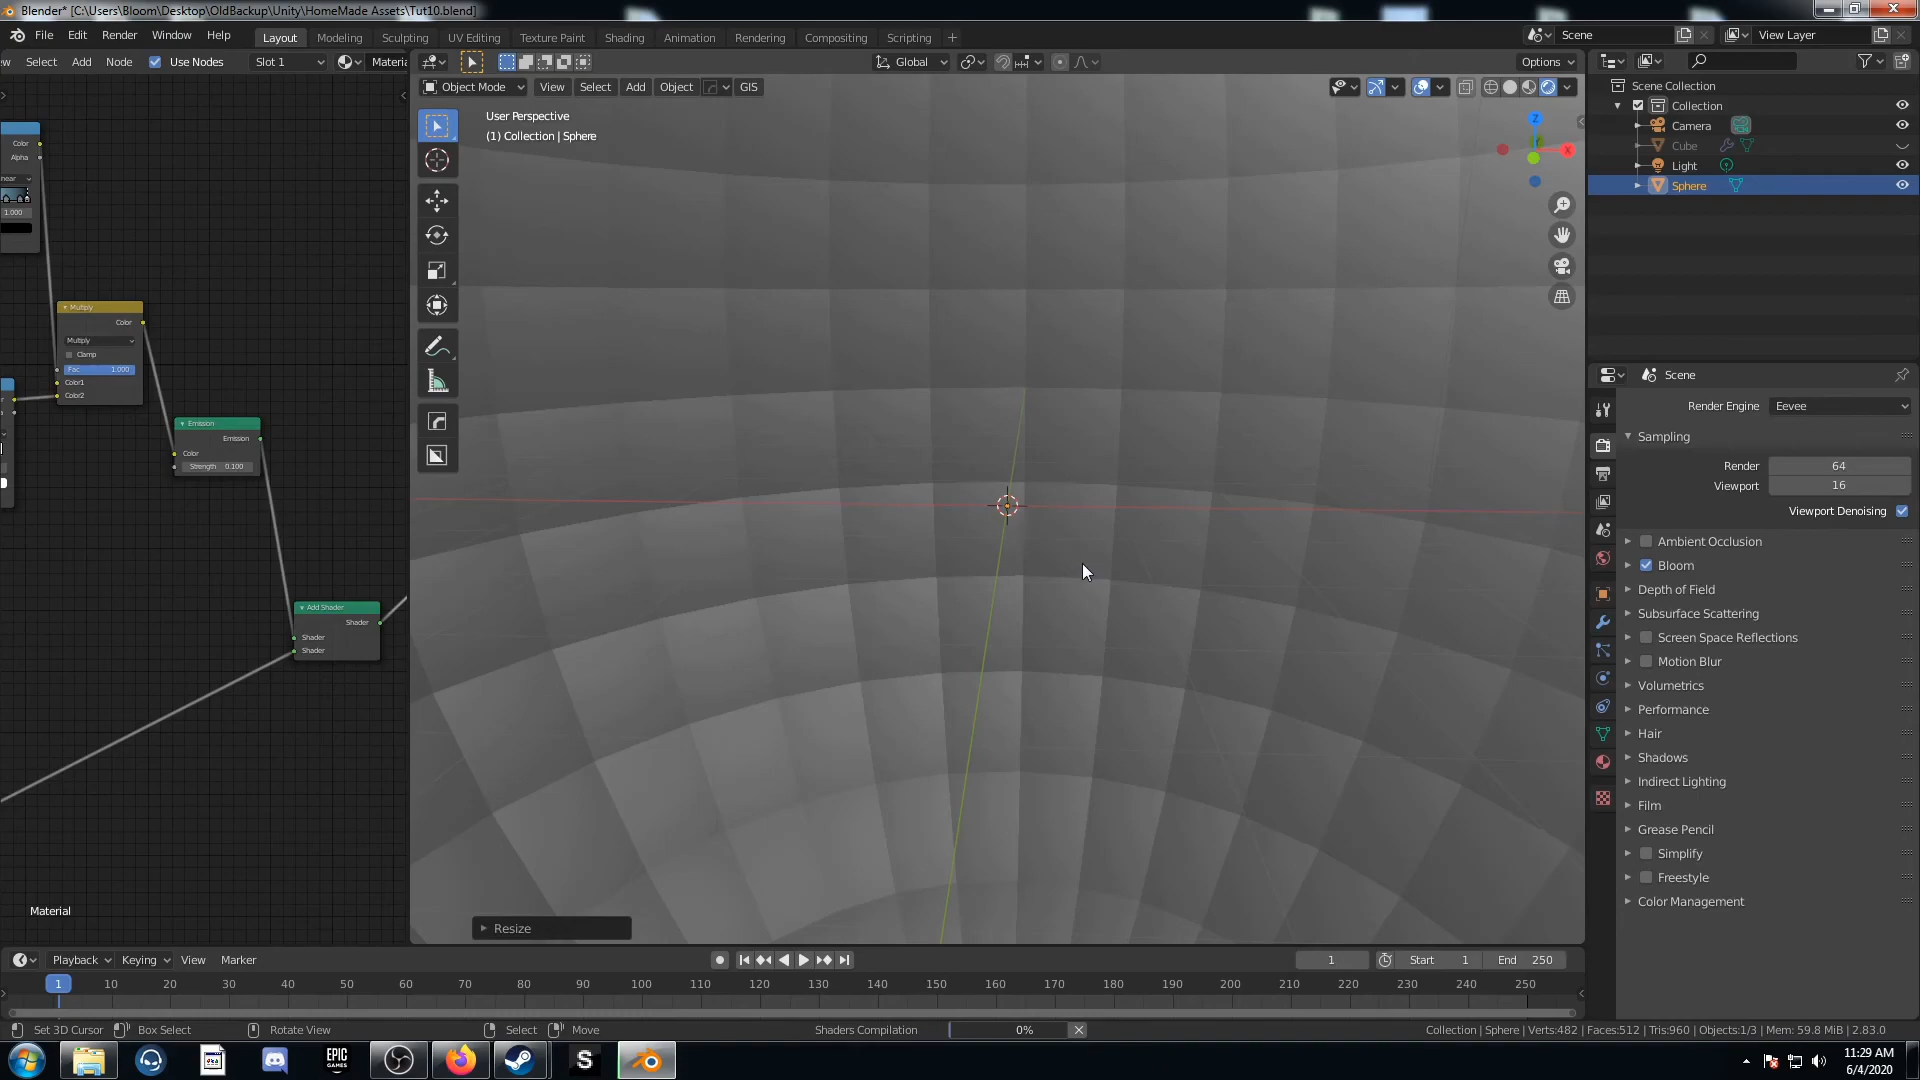 Blender* [C:\Users\Bloom\Desktop\OldBackup\Unity\HomeMade Assets\Tut10.blend]
File Edit Render Window Help Layout Modeling Sculpting UV Editing Texture Paint Shading Animation Rendering Compositing Scripting + Scene View Layer
Select Add Node Use Nodes Slot 1 Global Options
Object Mode View Select Add Object GIS
User Perspective
(1) Collection | Sphere
Scene Collection
Collection
Camera
Cube
Light
Sphere
Color
Alpha
1.000
Multiply
Color
Multiply
Clamp
Fac 1.000
Color1
Color2
Emission
Emission
Color
Strength 0.100
Add Shader
Shader
Shader
Shader
Material
Z
X
Resize
Scene
Render Engine Eevee
Sampling
Render 64
Viewport 16
Viewport Denoising
Ambient Occlusion
Bloom
Depth of Field
Subsurface Scattering
Screen Space Reflections
Motion Blur
Volumetrics
Performance
Hair
Shadows
Indirect Lighting
Film
Grease Pencil
Simplify
Freestyle
Color Management
Playback Keying View Marker 1 Start 1 End 250
1 10 20 30 40 50 60 70 80 90 100 110 120 130 140 150 160 170 180 190 200 210 220 230 240 250
Set 3D Cursor Box Select Rotate View Select Move Shaders Compilation 0% Collection | Sphere | Verts:482 | Faces:512 | Tris:960 | Objects:1/3 | Mem: 59.8 MiB | 2.83.0
EPIC GAMES
S
11:29 AM
6/4/2020